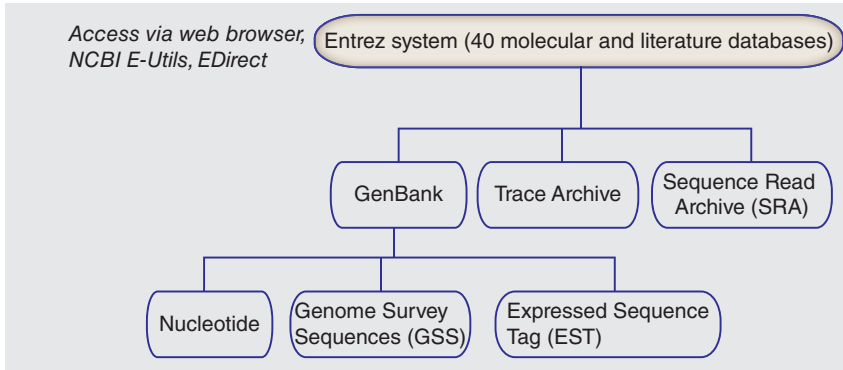 Access via web browser,
NCBI E-Utils, EDirect
Entrez system (40 molecular and literature databases)
GenBank
Trace Archive
Sequence Read
Archive (SRA)
Nucleotide
Genome Survey
Sequences (GSS)
Expressed Sequence
Tag (EST)